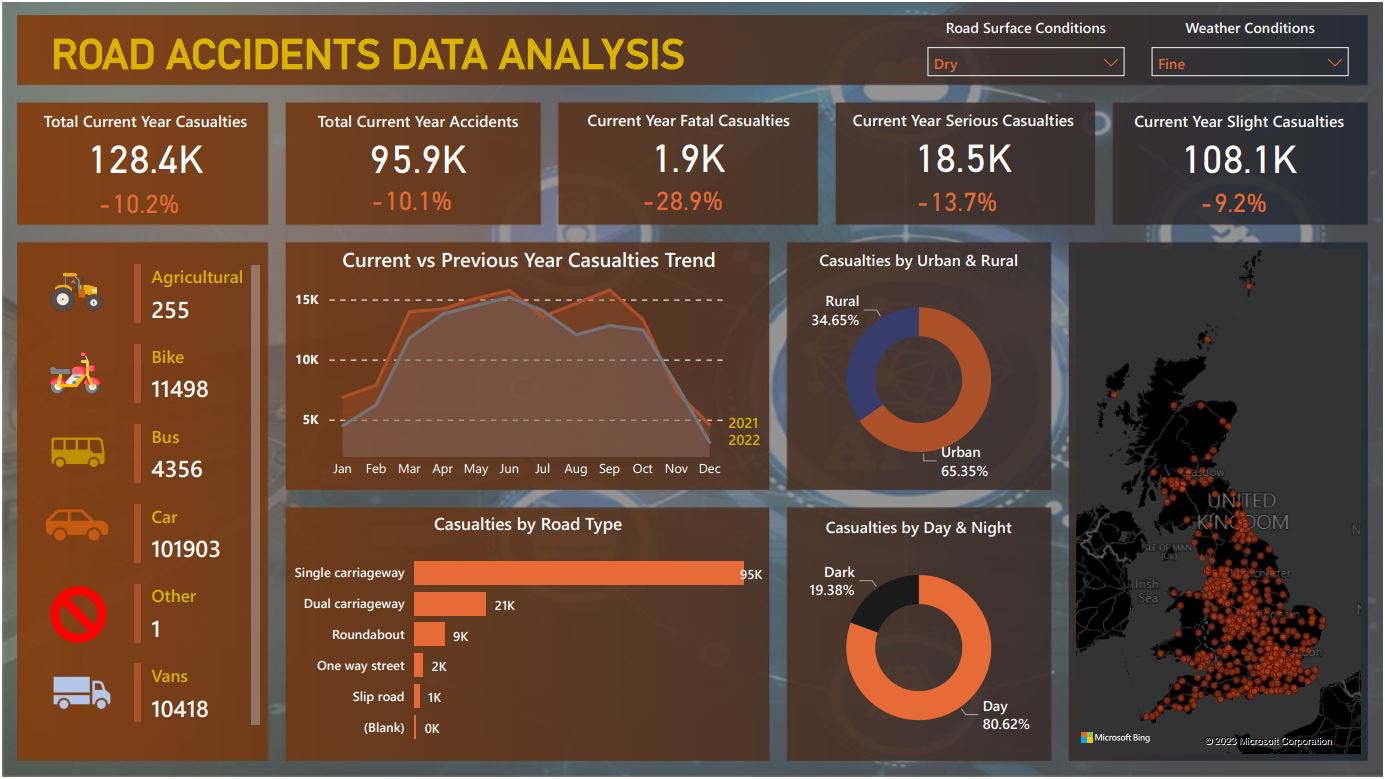 ROAD ACCIDENTS DATA ANALYSIS
Road Surface Conditions
Dry
Weather Conditions
Fine
Total Current Year Casualties
128.4K
-10.2%
Total Current Year Accidents
95.9K
-10.1%
Current Year Fatal Casualties
1.9K
-28.9%
Current Year Serious Casualties
18.5K
-13.7%
Current Year Slight Casualties
108.1K
-9.2%
Agricultural
255
Bike
11498
Bus
4356
Car
101903
Other
1
Vans
10418
Current vs Previous Year Casualties Trend
15K
10K
5K
2021
2022
Jan Feb Mar Apr May Jun Jul Aug Sep Oct Nov Dec
Casualties by Road Type
Single carriageway 95K
Dual carriageway 21K
Roundabout 9K
One way street 2K
Slip road 1K
(Blank) 0K
Casualties by Urban & Rural
Rural
34.65%
Urban
65.35%
Casualties by Day & Night
Dark
19.38%
Day
80.62%
Glasgow
UNITED
KINGDOM
ISLE OF MAN
(UK)
Irish
Sea
Microsoft Bing
© 2023 Microsoft Corporation